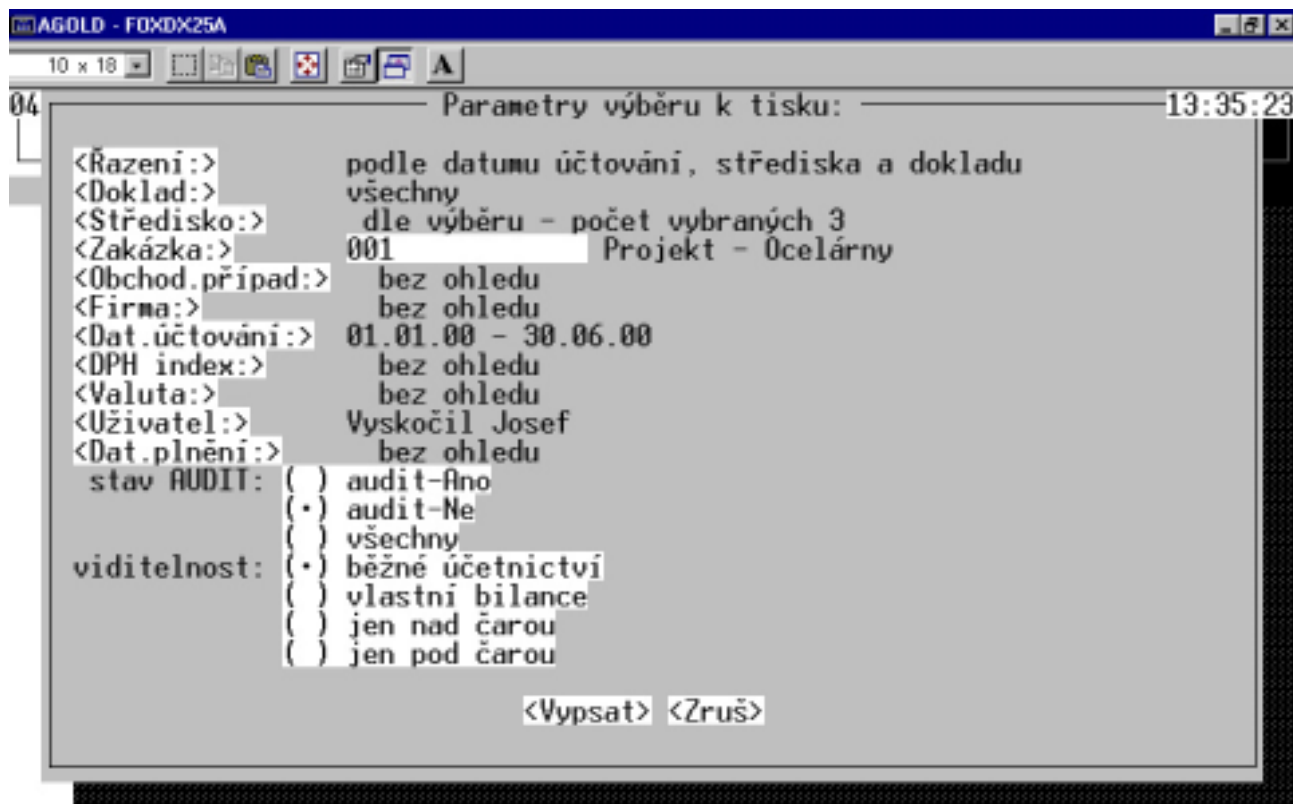 AGOLD - FOXDX25A
10 x 18
A
04 Parametry výběru k tisku: 13:35:23
<Řazení:> podle datumu účtování, střediska a dokladu
<Doklad:> všechny
<Středisko:> dle výběru - počet vybraných 3
<Zakázka:> 001 Projekt - Ocelárny
<Obchod.případ:> bez ohledu
<Firma:> bez ohledu
<Dat.účtování:> 01.01.00 - 30.06.00
<DPH index:> bez ohledu
<Valuta:> bez ohledu
<Uživatel:> Vyskočil Josef
<Dat.plnění:> bez ohledu
stav AUDIT: ( ) audit-Ano
(•) audit-Ne
( ) všechny
viditelnost: (•) běžné účetnictví
( ) vlastní bilance
( ) jen nad čarou
( ) jen pod čarou
<Vypsat> <Zruš>